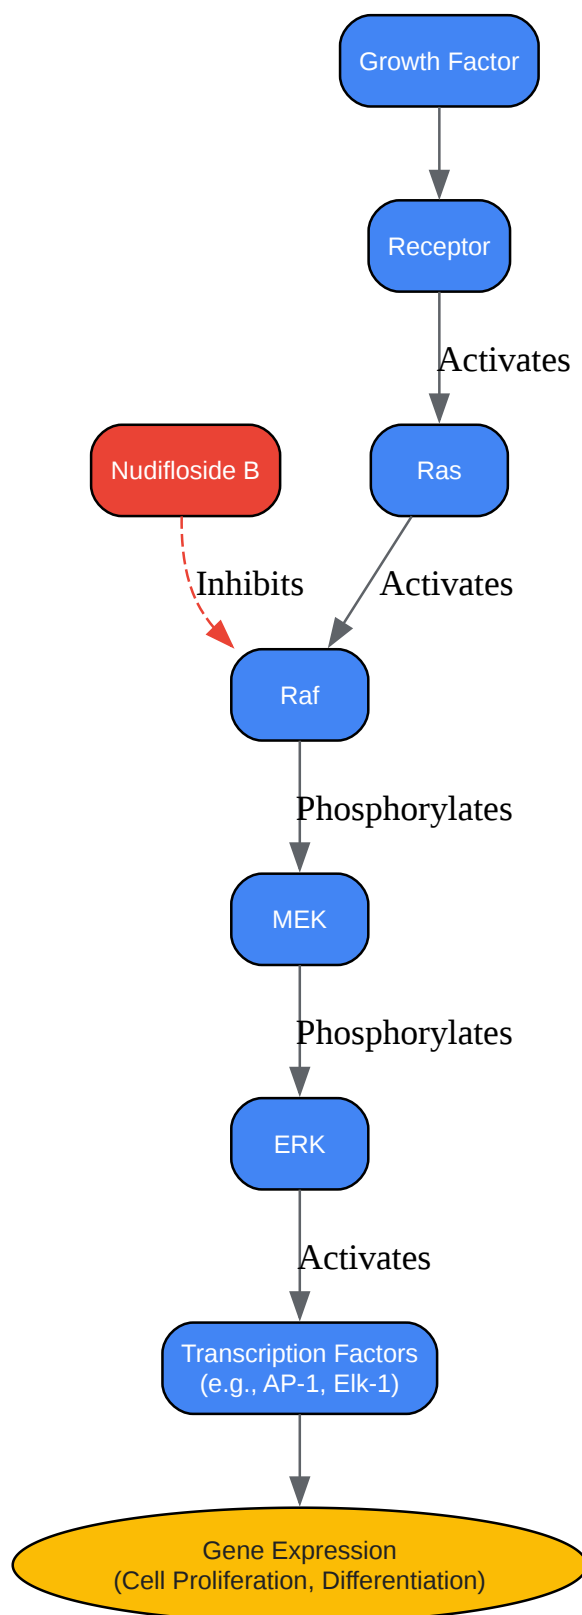 Growth Factor
Receptor
Activates
Nudifloside B
Ras
Inhibits
Activates
Raf
Phosphorylates
MEK
Phosphorylates
ERK
Activates
Transcription Factors
(e.g., AP-1, Elk-1)
Gene Expression
(Cell Proliferation, Differentiation)